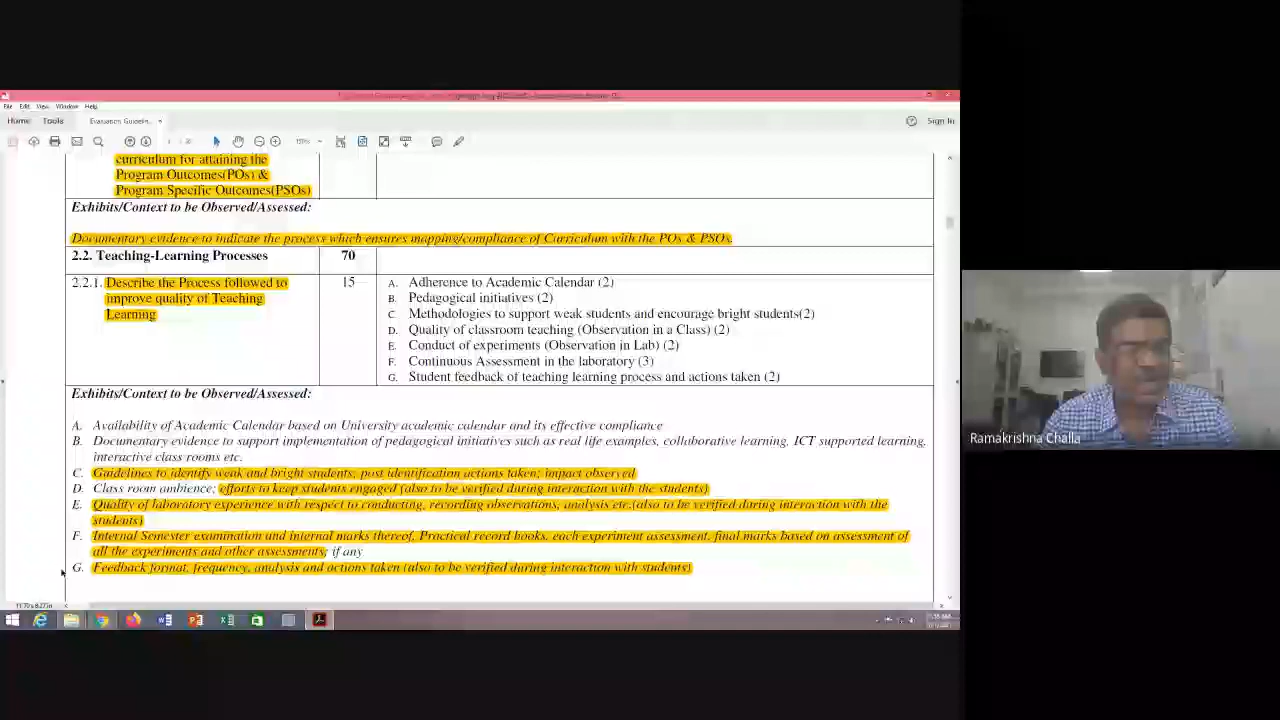 File Edit View Window Help
Home Tools Evaluation Guidelin... × Sign In
curriculum for attaining the
Program Outcomes(POs) &
Program Specific Outcomes(PSOs)
Exhibits/Context to be Observed/Assessed:
Documentary evidence to indicate the process which ensures mapping/compliance of Curriculum with the POs & PSOs.
2.2. Teaching-Learning Processes 70
2.2.1. Describe the Process followed to
improve quality of Teaching
Learning
15
A. Adherence to Academic Calendar (2)
B. Pedagogical initiatives (2)
C. Methodologies to support weak students and encourage bright students(2)
D. Quality of classroom teaching (Observation in a Class) (2)
E. Conduct of experiments (Observation in Lab) (2)
F. Continuous Assessment in the laboratory (3)
G. Student feedback of teaching learning process and actions taken (2)
Exhibits/Context to be Observed/Assessed:
A. Availability of Academic Calendar based on University academic calendar and its effective compliance
B. Documentary evidence to support implementation of pedagogical initiatives such as real life examples, collaborative learning, ICT supported learning,
interactive class rooms etc.
C. Guidelines to identify weak and bright students; post identification actions taken; impact observed
D. Class room ambience; efforts to keep students engaged (also to be verified during interaction with the students)
E. Quality of laboratory experience with respect to conducting, recording observations, analysis etc.(also to be verified during interaction with the
students)
F. Internal Semester examination and internal marks thereof, Practical record books, each experiment assessment, final marks based on assessment of
all the experiments and other assessments; if any
G. Feedback format, frequency, analysis and actions taken (also to be verified during interaction with students)
11.70 x 8.27 in
Ramakrishna Challa